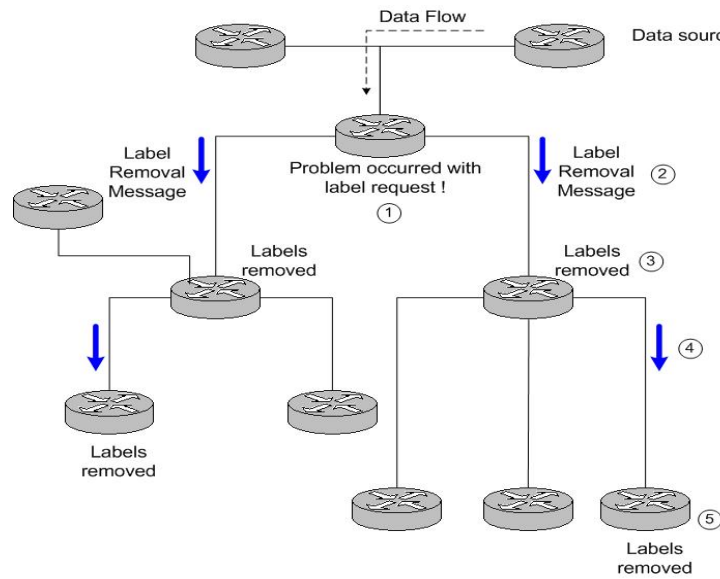 Data Flow
Data sourc
Label
Removal
Message
Problem occurred with
label request !
1
Label
Removal
Message
2
Labels
removed
Labels
removed
3
4
Labels
removed
5
Labels
removed